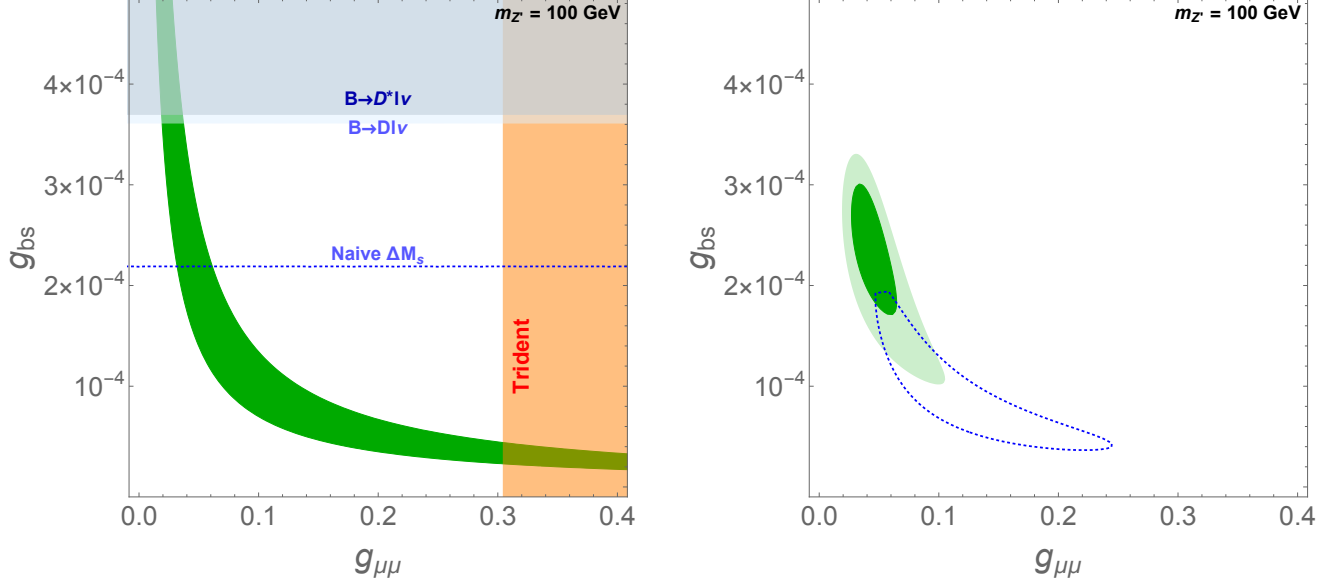 m_Z' = 100 GeV
B→D*lν
B→Dlν
Naive ΔM_s
Trident
4×10⁻⁴
3×10⁻⁴
2×10⁻⁴
10⁻⁴
g_bs
0.0 0.1 0.2 0.3 0.4
g_μμ
m_Z' = 100 GeV
4×10⁻⁴
3×10⁻⁴
2×10⁻⁴
10⁻⁴
g_bs
0.0 0.1 0.2 0.3 0.4
g_μμ